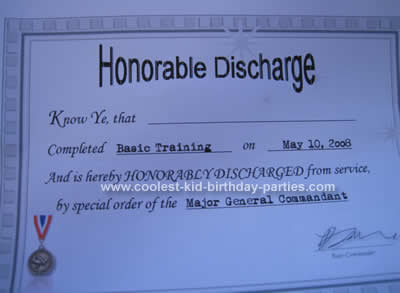 Honorable Discharge
Know Ye, that
Completed Basic Training on May 10, 2008
And is hereby HONORABLY DISCHARGED from service,
www.coolest-kid-birthday-parties.com
by special order of the Major General Commandant